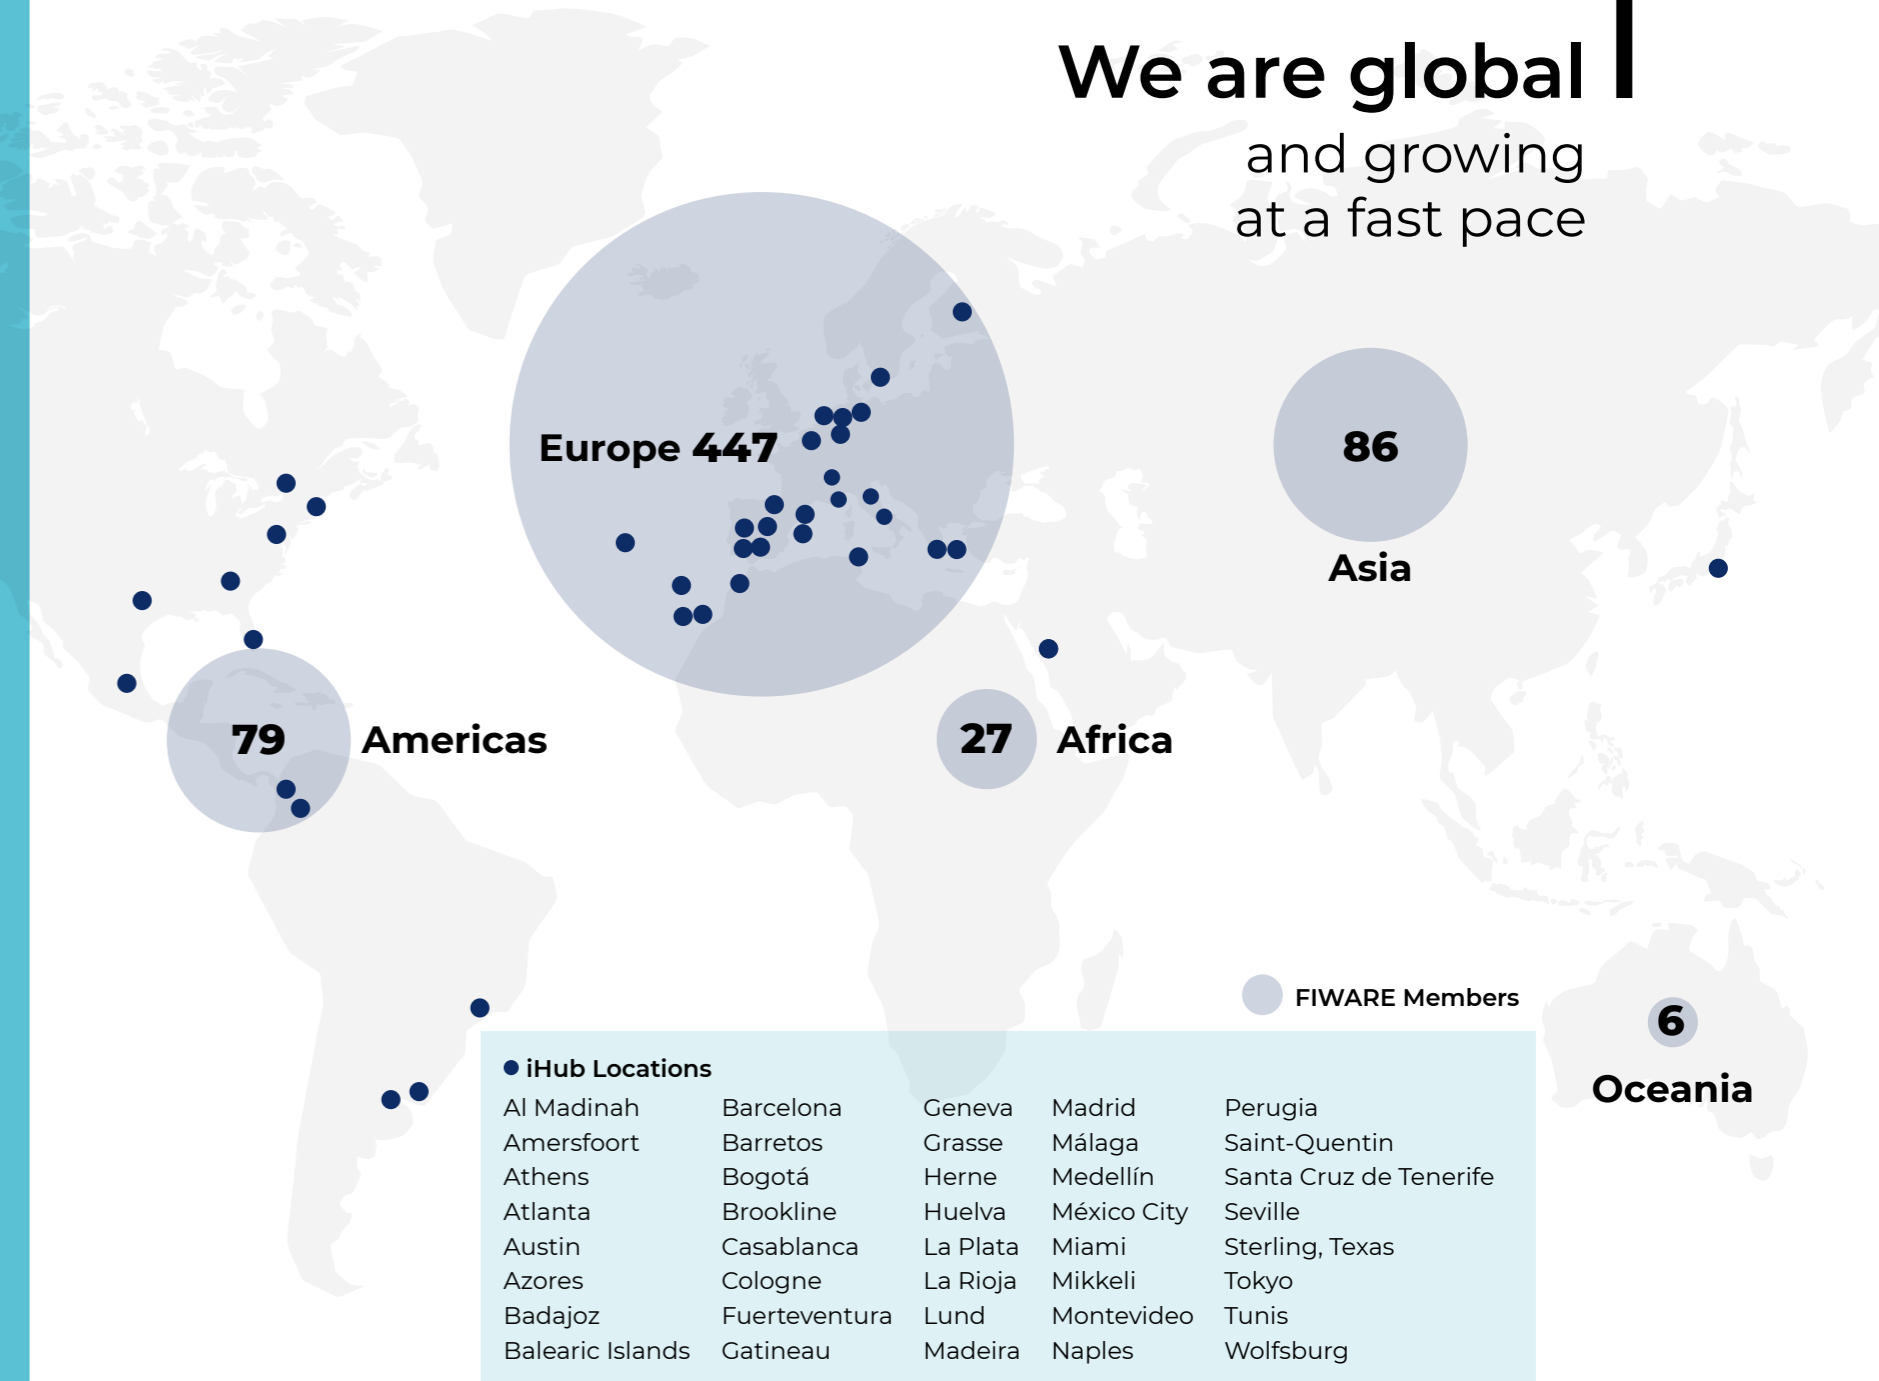 We are global
and growing
at a fast pace
Europe 447
86
Asia
79 Americas
27 Africa
FIWARE Members
6
Oceania
iHub Locations
Al Madinah
Amersfoort
Athens
Atlanta
Austin
Azores
Badajoz
Balearic Islands
Barcelona
Barretos
Bogotá
Brookline
Casablanca
Cologne
Fuerteventura
Gatineau
Geneva
Grasse
Herne
Huelva
La Plata
La Rioja
Lund
Madeira
Madrid
Málaga
Medellín
México City
Miami
Mikkeli
Montevideo
Naples
Perugia
Saint-Quentin
Santa Cruz de Tenerife
Seville
Sterling, Texas
Tokyo
Tunis
Wolfsburg